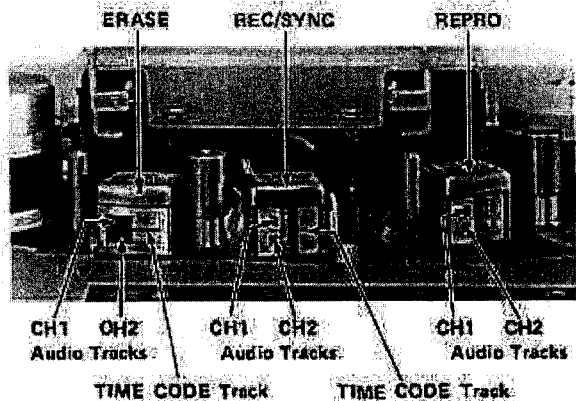 ERASE REC/SYNC REPRO
CH1 CH2 CH1 CH2 CH1 CH2
Audio Tracks Audio Tracks Audio Tracks
TIME CODE Track TIME CODE Track